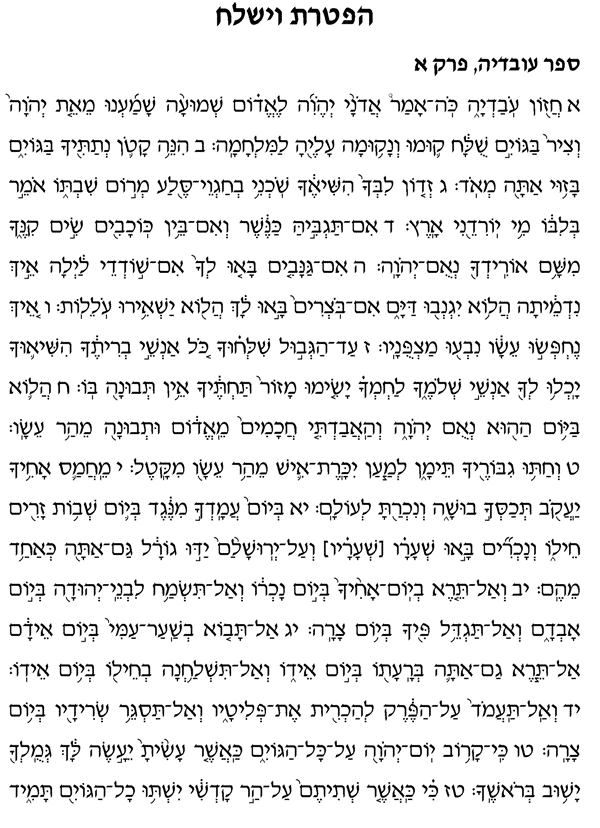 הפטרת וישלח
ספר עובדיה, פרק א
א חֲז֖וֹן עֹֽבַדְיָ֑ה כֹּֽה־אָמַר֩ אֲדֹנָ֨י יְהֹוִ֜ה לֶאֱד֗וֹם שְׁמוּעָ֨ה שָׁמַ֜עְנוּ מֵאֵ֤ת יְהֹוָה֙
וְצִיר֙ בַּגּוֹיִ֣ם שֻׁלָּ֔ח ק֛וּמוּ וְנָק֥וּמָה עָלֶ֖יהָ לַמִּלְחָמָֽה׃ ב הִנֵּ֥ה קָטֹ֛ן נְתַתִּ֖יךָ בַּגּוֹיִ֑ם
בָּז֥וּי אַתָּ֖ה מְאֹֽד׃ ג זְד֤וֹן לִבְּךָ֙ הִשִּׁיאֶ֔ךָ שֹׁכְנִ֥י בְחַגְוֵי־סֶּ֖לַע מְר֣וֹם שִׁבְתּ֑וֹ אֹמֵ֣ר
בְּלִבּ֔וֹ מִ֥י יֽוֹרִדֵ֖נִי אָֽרֶץ׃ ד אִם־תַּגְבִּ֣יהַּ כַּנֶּ֔שֶׁר וְאִם־בֵּ֥ין כּֽוֹכָבִ֖ים שִׂ֣ים קִנֶּ֑ךָ
מִשָּׁ֥ם אוֹרִֽידְךָ֖ נְאֻם־יְהֹוָֽה׃ ה אִם־גַּנָּבִ֤ים בָּאֽוּ לְךָ֙ אִם־שׁ֣וֹדְדֵי לַ֔יְלָה אֵ֣יךְ
נִדְמֵ֔יתָה הֲל֥וֹא יִגְנְב֖וּ דַּיָּ֑ם אִם־בֹּֽצְרִים֙ בָּ֣אוּ לָ֔ךְ הֲל֖וֹא יַשְׁאִ֥ירוּ עֹלֵלֽוֹת׃ ו אֵ֚יךְ
נֶחְפְּשׂ֣וּ עֵשָׂ֔ו נִבְע֖וּ מַצְפֻּנָֽיו׃ ז עַֽד־הַגְּב֣וּל שִׁלְּח֗וּךָ כֹּ֚ל אַנְשֵׁ֣י בְרִיתֶ֔ךָ הִשִּׁיא֛וּךָ
יָכְל֥וּ לְךָ֖ אַנְשֵׁ֣י שְׁלֹמֶ֑ךָ לַחְמְךָ֗ יָשִׂ֤ימוּ מָזוֹר֙ תַּחְתֶּ֔יךָ אֵ֥ין תְּבוּנָ֖ה בּֽוֹ׃ ח הֲל֛וֹא
בַּיּ֥וֹם הַה֖וּא נְאֻ֣ם יְהֹוָ֑ה וְהַֽאֲבַדְתִּ֤י חֲכָמִים֙ מֵֽאֱד֔וֹם וּתְבוּנָ֖ה מֵהַ֥ר עֵשָֽׂו׃
ט וְחַתּ֥וּ גִבּוֹרֶ֖יךָ תֵּימָ֑ן לְמַ֧עַן יִכָּֽרֶת־אִ֛ישׁ מֵהַ֥ר עֵשָׂ֖ו מִקָּֽטֶל׃ י מֵֽחֲמַ֛ס אָחִ֥יךָ
יַֽעֲקֹ֖ב תְּכַסְּךָ֣ בוּשָׁ֑ה וְנִכְרַ֖תָּ לְעוֹלָֽם׃ יא בְּיוֹם֙ עֲמָֽדְךָ֣ מִנֶּ֔גֶד בְּי֛וֹם שְׁב֥וֹת זָרִ֖ים
חֵיל֑וֹ וְנָכְרִ֞ים בָּ֣אוּ שְׁעָרָ֗ו [שְׁעָרָ֗יו] וְעַל־יְרֽוּשָׁלִַ֙ם֙ יַדּ֣וּ גוֹרָ֔ל גַּם־אַתָּ֖ה כְּאַחַ֥ד
מֵהֶֽם׃ יב וְאַל־תֵּ֤רֶא בְיֽוֹם־אָחִ֙יךָ֙ בְּי֣וֹם נָכְר֔וֹ וְאַל־תִּשְׂמַ֥ח לִבְנֵֽי־יְהוּדָ֖ה בְּי֣וֹם
אָבְדָ֑ם וְאַל־תַּגְדֵּ֥ל פִּ֖יךָ בְּי֥וֹם צָרָֽה׃ יג אַל־תָּב֤וֹא בְשַֽׁעַר־עַמִּי֙ בְּי֣וֹם אֵידָ֔ם
אַל־תֵּ֧רֶא גַם־אַתָּ֛ה בְּרָעָת֖וֹ בְּי֣וֹם אֵיד֑וֹ וְאַל־תִּשְׁלַ֥חְנָה בְחֵיל֖וֹ בְּי֥וֹם אֵידֽוֹ׃
יד וְאַֽל־תַּֽעֲמֹד֙ עַל־הַפֶּ֔רֶק לְהַכְרִ֖ית אֶת־פְּלִיטָ֑יו וְאַל־תַּסְגֵּ֥ר שְׂרִידָ֖יו בְּי֥וֹם
צָרָֽה׃ טו כִּֽי־קָר֥וֹב יוֹם־יְהֹוָ֖ה עַל־כָּל־הַגּוֹיִ֑ם כַּֽאֲשֶׁ֤ר עָשִׂ֙יתָ֙ יֵעָ֣שֶׂה לָּ֔ךְ גְּמֻֽלְךָ֖
יָשׁ֥וּב בְּרֹאשֶֽׁךָ׃ טז כִּ֗י כַּֽאֲשֶׁ֤ר שְׁתִיתֶם֙ עַל־הַ֣ר קָדְשִׁ֔י יִשְׁתּ֥וּ כָל־הַגּוֹיִ֖ם תָּמִ֑יד